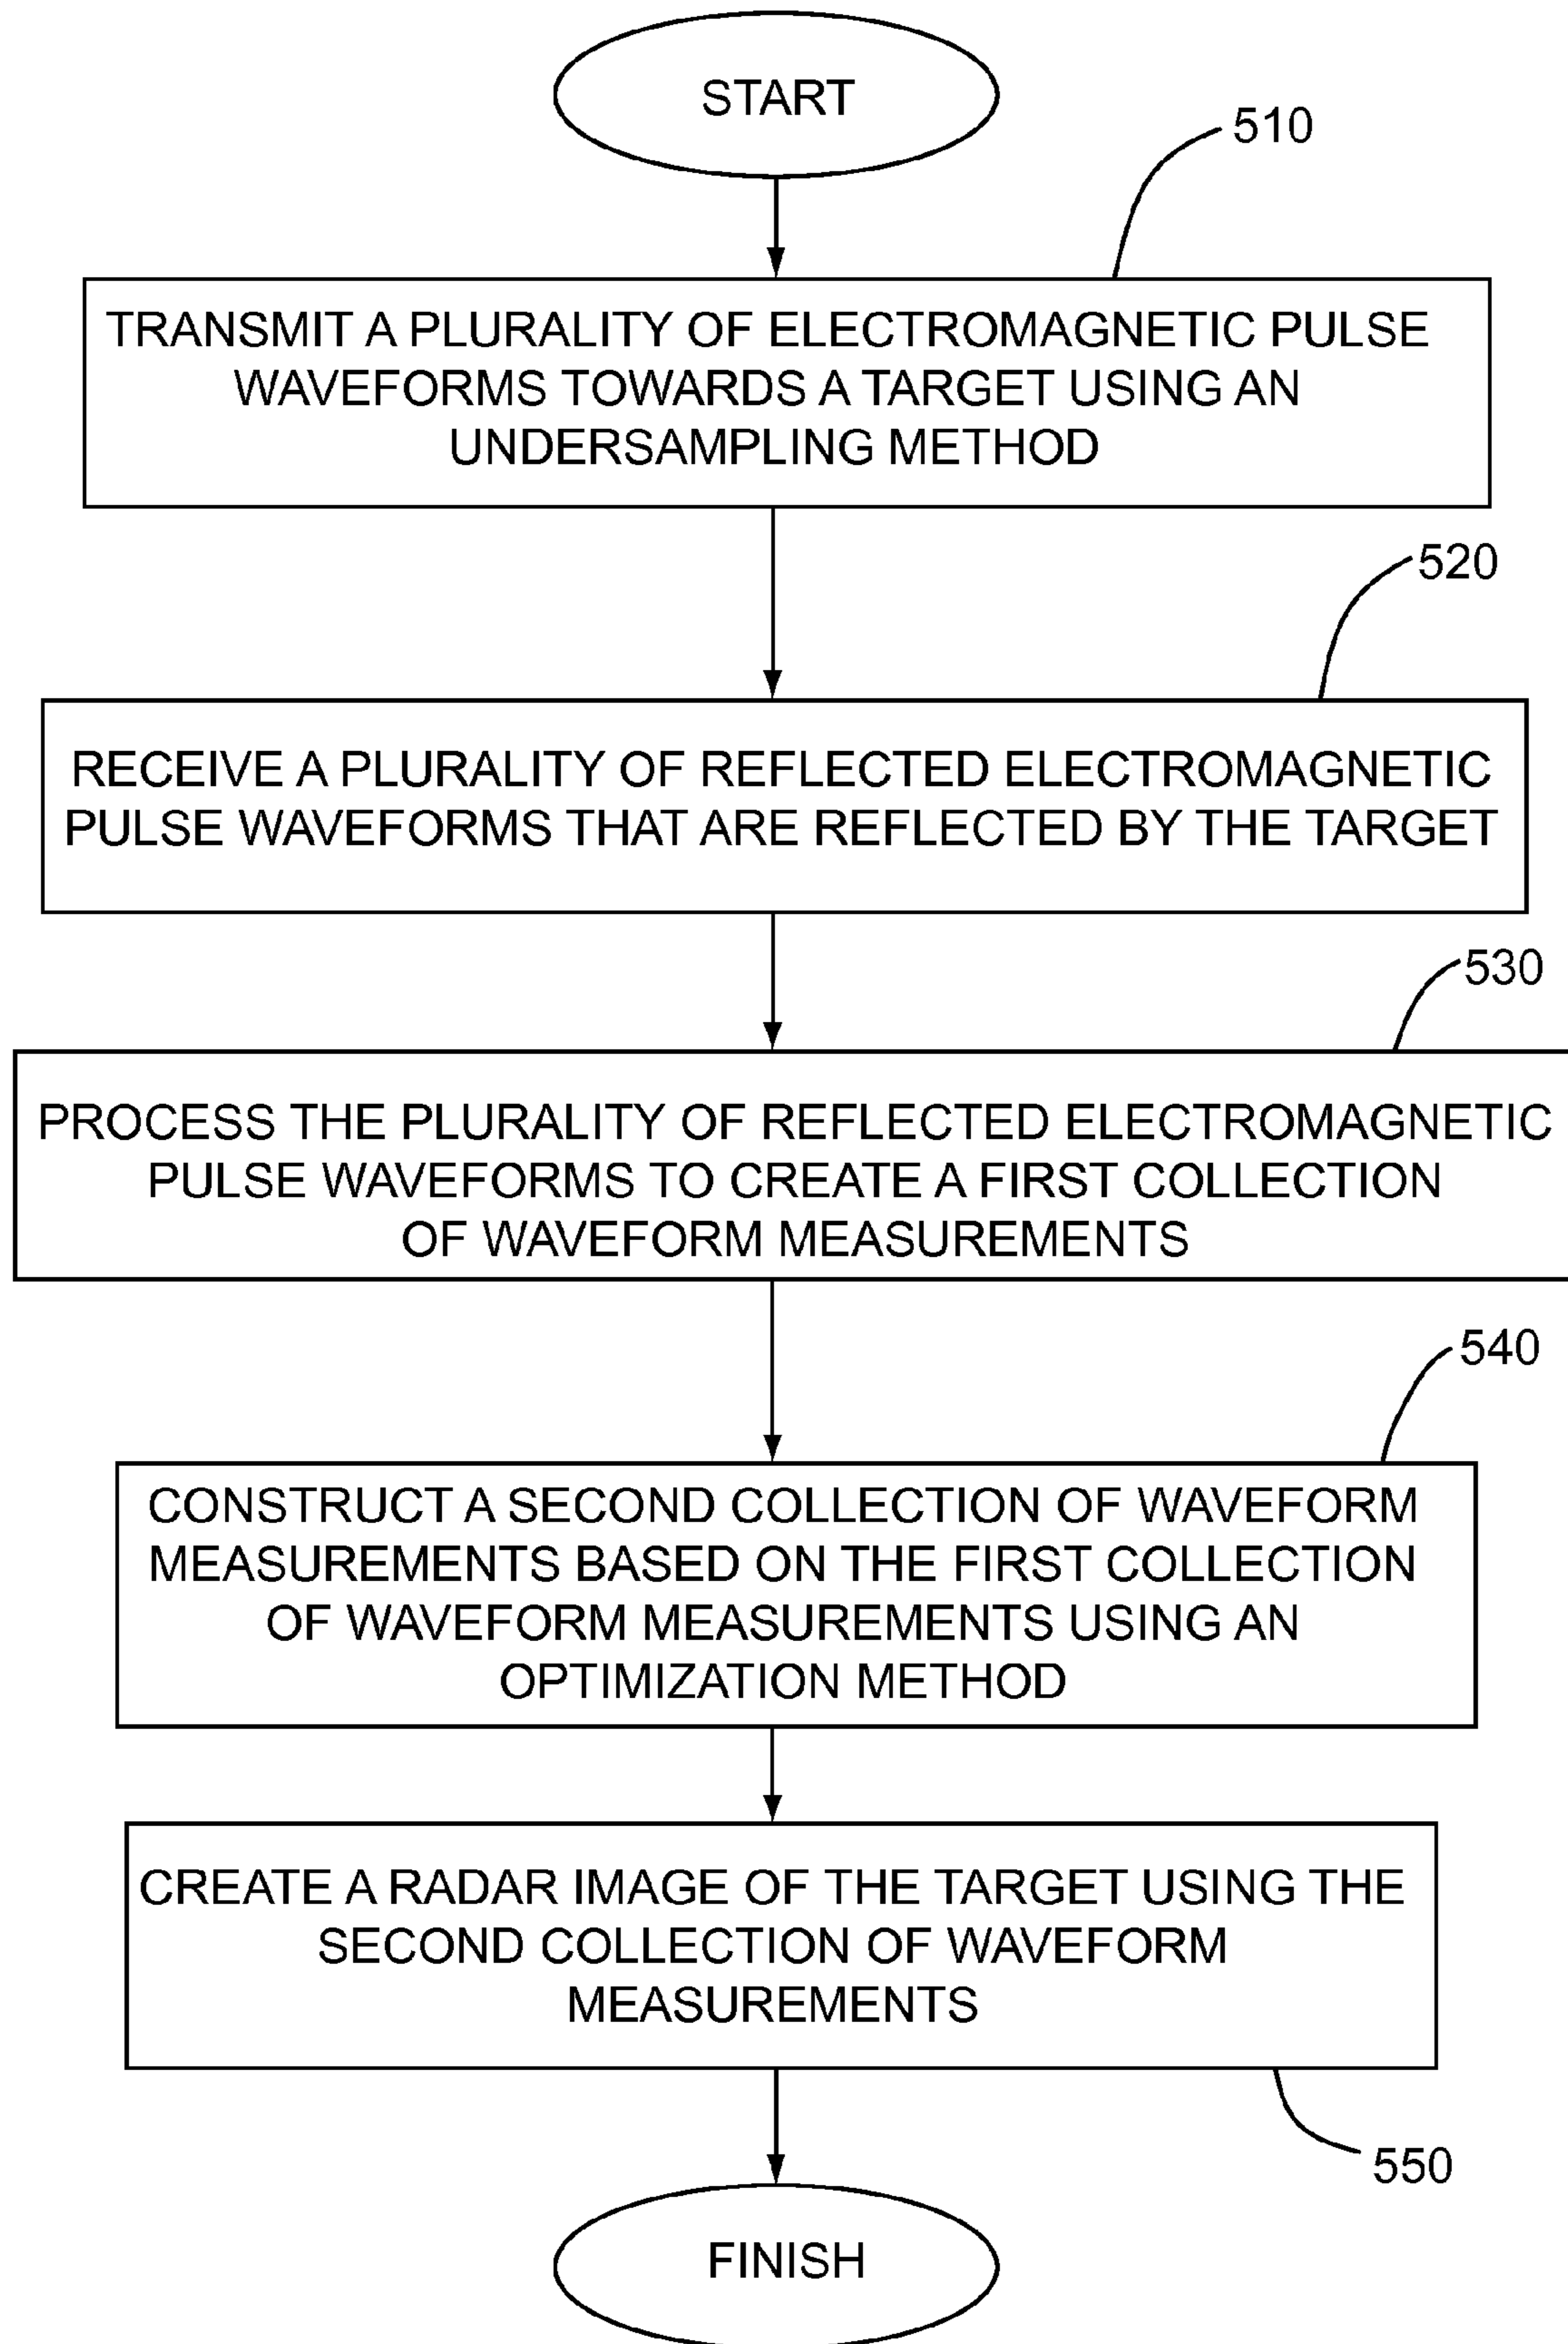 START
510
TRANSMIT A PLURALITY OF ELECTROMAGNETIC PULSE
WAVEFORMS TOWARDS A TARGET USING AN
UNDERSAMPLING METHOD
520
RECEIVE A PLURALITY OF REFLECTED ELECTROMAGNETIC
PULSE WAVEFORMS THAT ARE REFLECTED BY THE TARGET
530
PROCESS THE PLURALITY OF REFLECTED ELECTROMAGNETIC
PULSE WAVEFORMS TO CREATE A FIRST COLLECTION
OF WAVEFORM MEASUREMENTS
540
CONSTRUCT A SECOND COLLECTION OF WAVEFORM
MEASUREMENTS BASED ON THE FIRST COLLECTION
OF WAVEFORM MEASUREMENTS USING AN
OPTIMIZATION METHOD
CREATE A RADAR IMAGE OF THE TARGET USING THE
SECOND COLLECTION OF WAVEFORM
MEASUREMENTS
550
FINISH